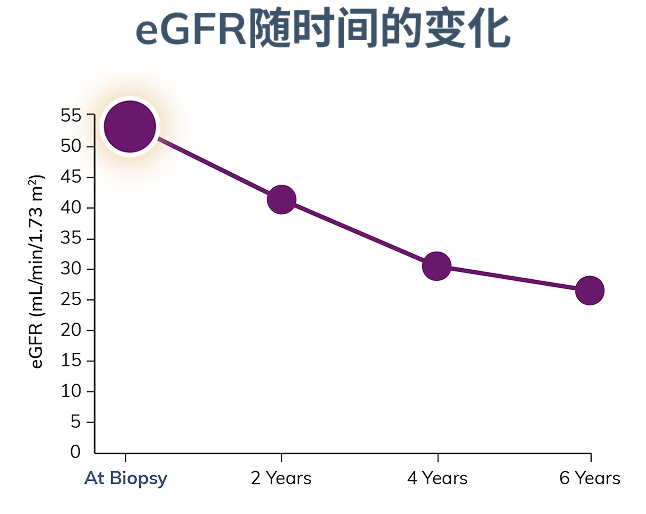 eGFR随时间的变化
eGFR (mL/min/1.73 m²)
55
50
45
40
35
30
25
20
15
10
5
0
At Biopsy
2 Years
4 Years
6 Years